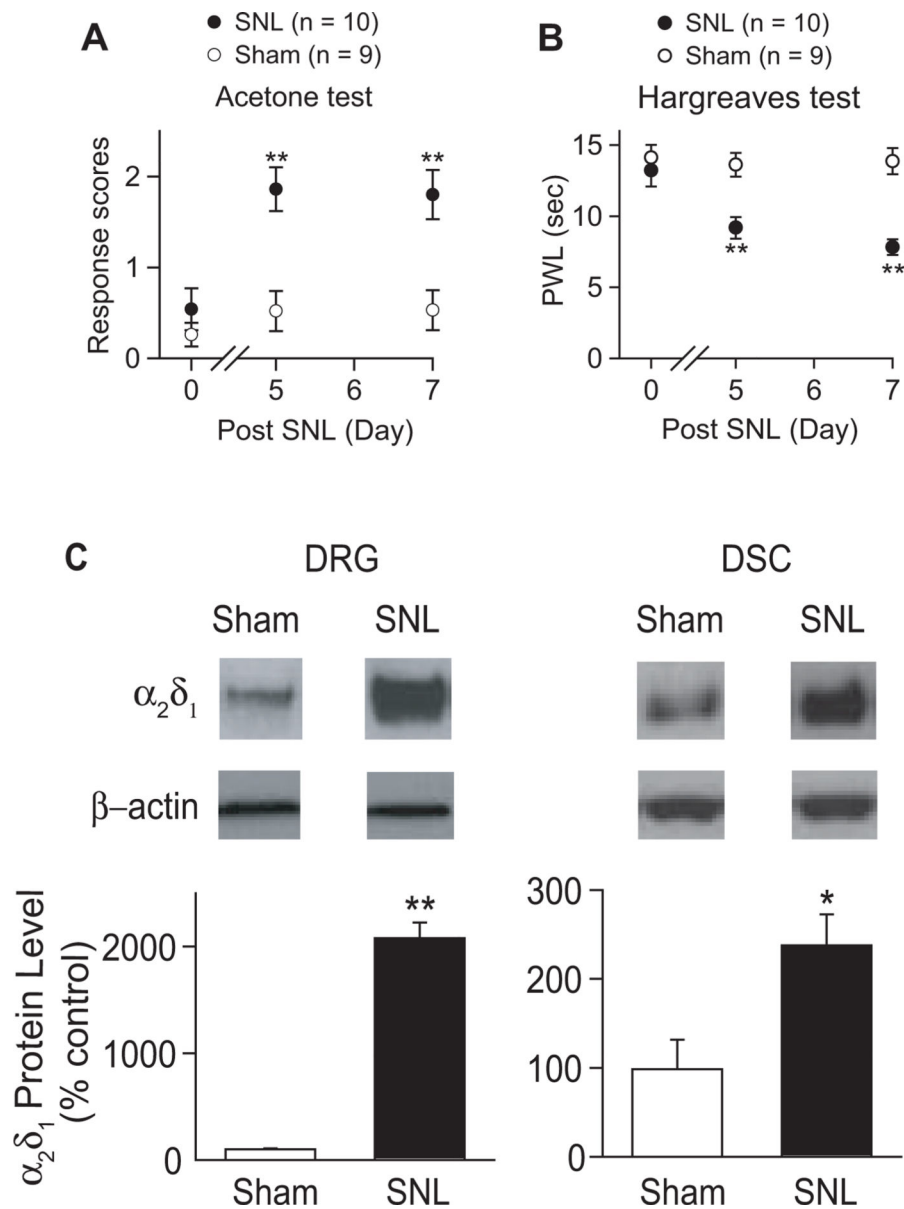 A
● SNL (n = 10)
○ Sham (n = 9)
Acetone test
Response scores
2
1
0
**
**
0
5
6
7
Post SNL (Day)
B
● SNL (n = 10)
○ Sham (n = 9)
Hargreaves test
PWL (sec)
15
10
5
0
**
**
0
5
6
7
Post SNL (Day)
C
DRG
DSC
Sham
SNL
Sham
SNL
α₂δ₁
β–actin
α₂δ₁ Protein Level
(% control)
2000
1000
0
**
Sham
SNL
300
200
100
0
*
Sham
SNL